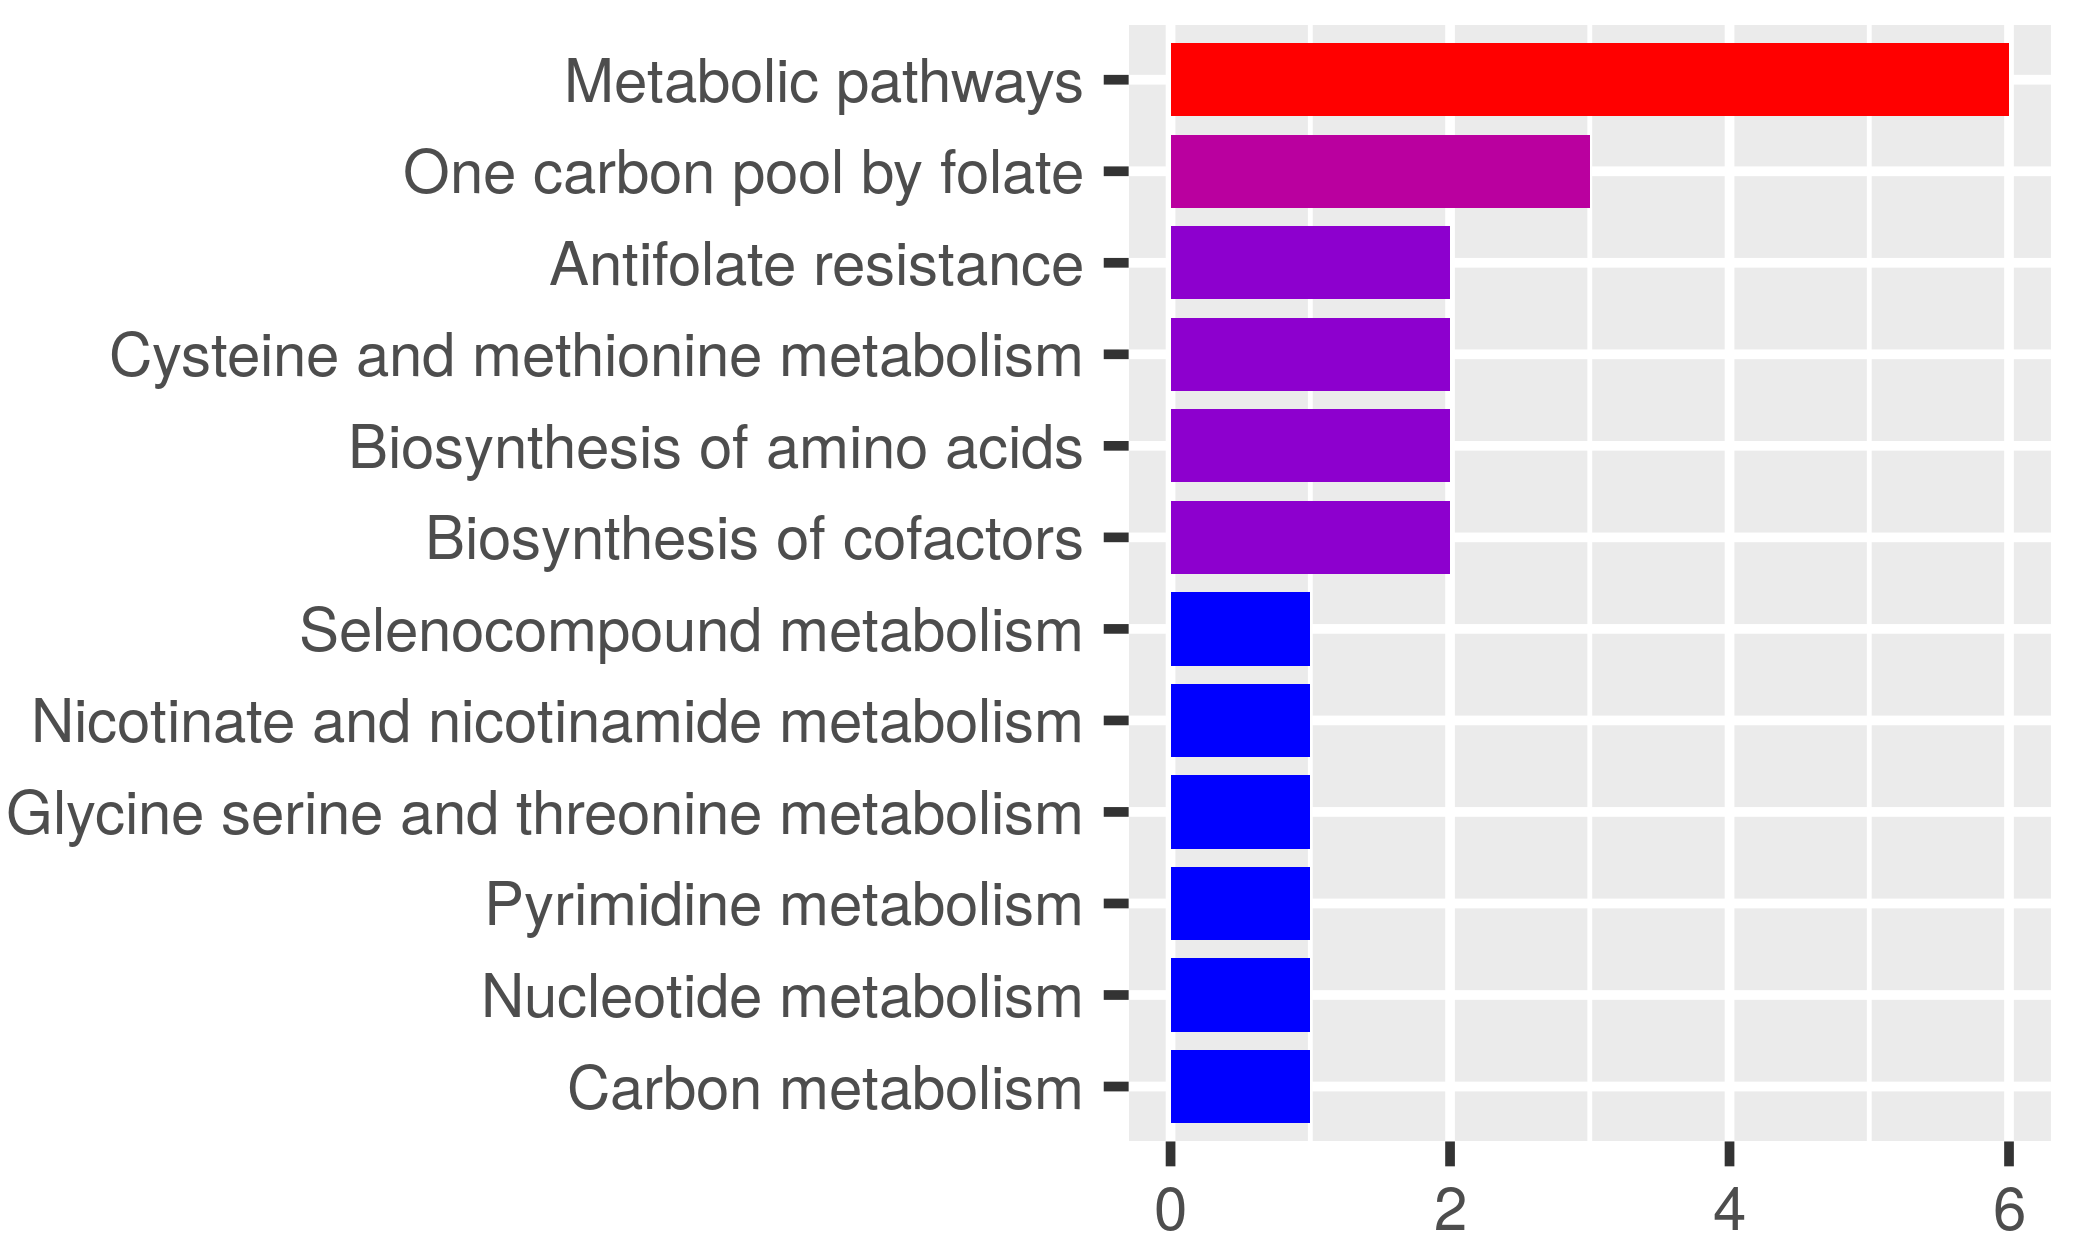 Metabolic pathways
One carbon pool by folate
Antifolate resistance
Cysteine and methionine metabolism
Biosynthesis of amino acids
Biosynthesis of cofactors
Selenocompound metabolism
Nicotinate and nicotinamide metabolism
Glycine serine and threonine metabolism
Pyrimidine metabolism
Nucleotide metabolism
Carbon metabolism
0 2 4 6